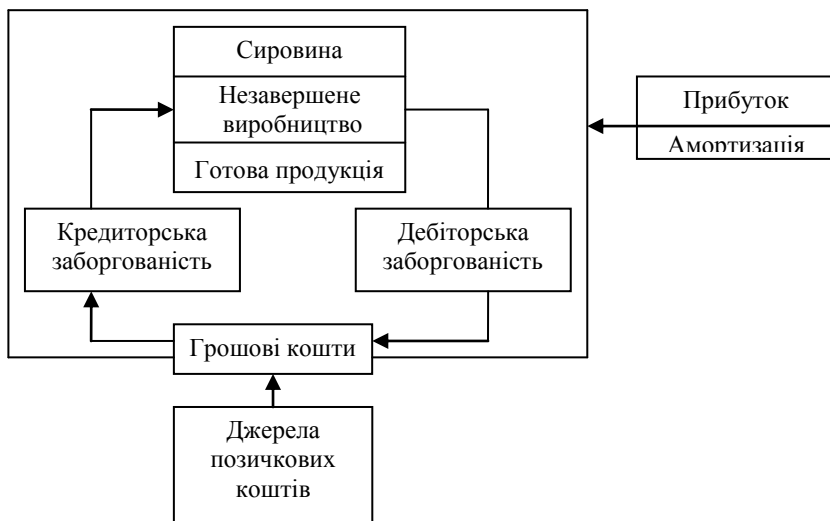 Сировина
Незавершене
виробництво
Готова продукція
Прибуток
Амортизація
Кредиторська
заборгованість
Дебіторська
заборгованість
Грошові кошти
Джерела
позичкових
коштів